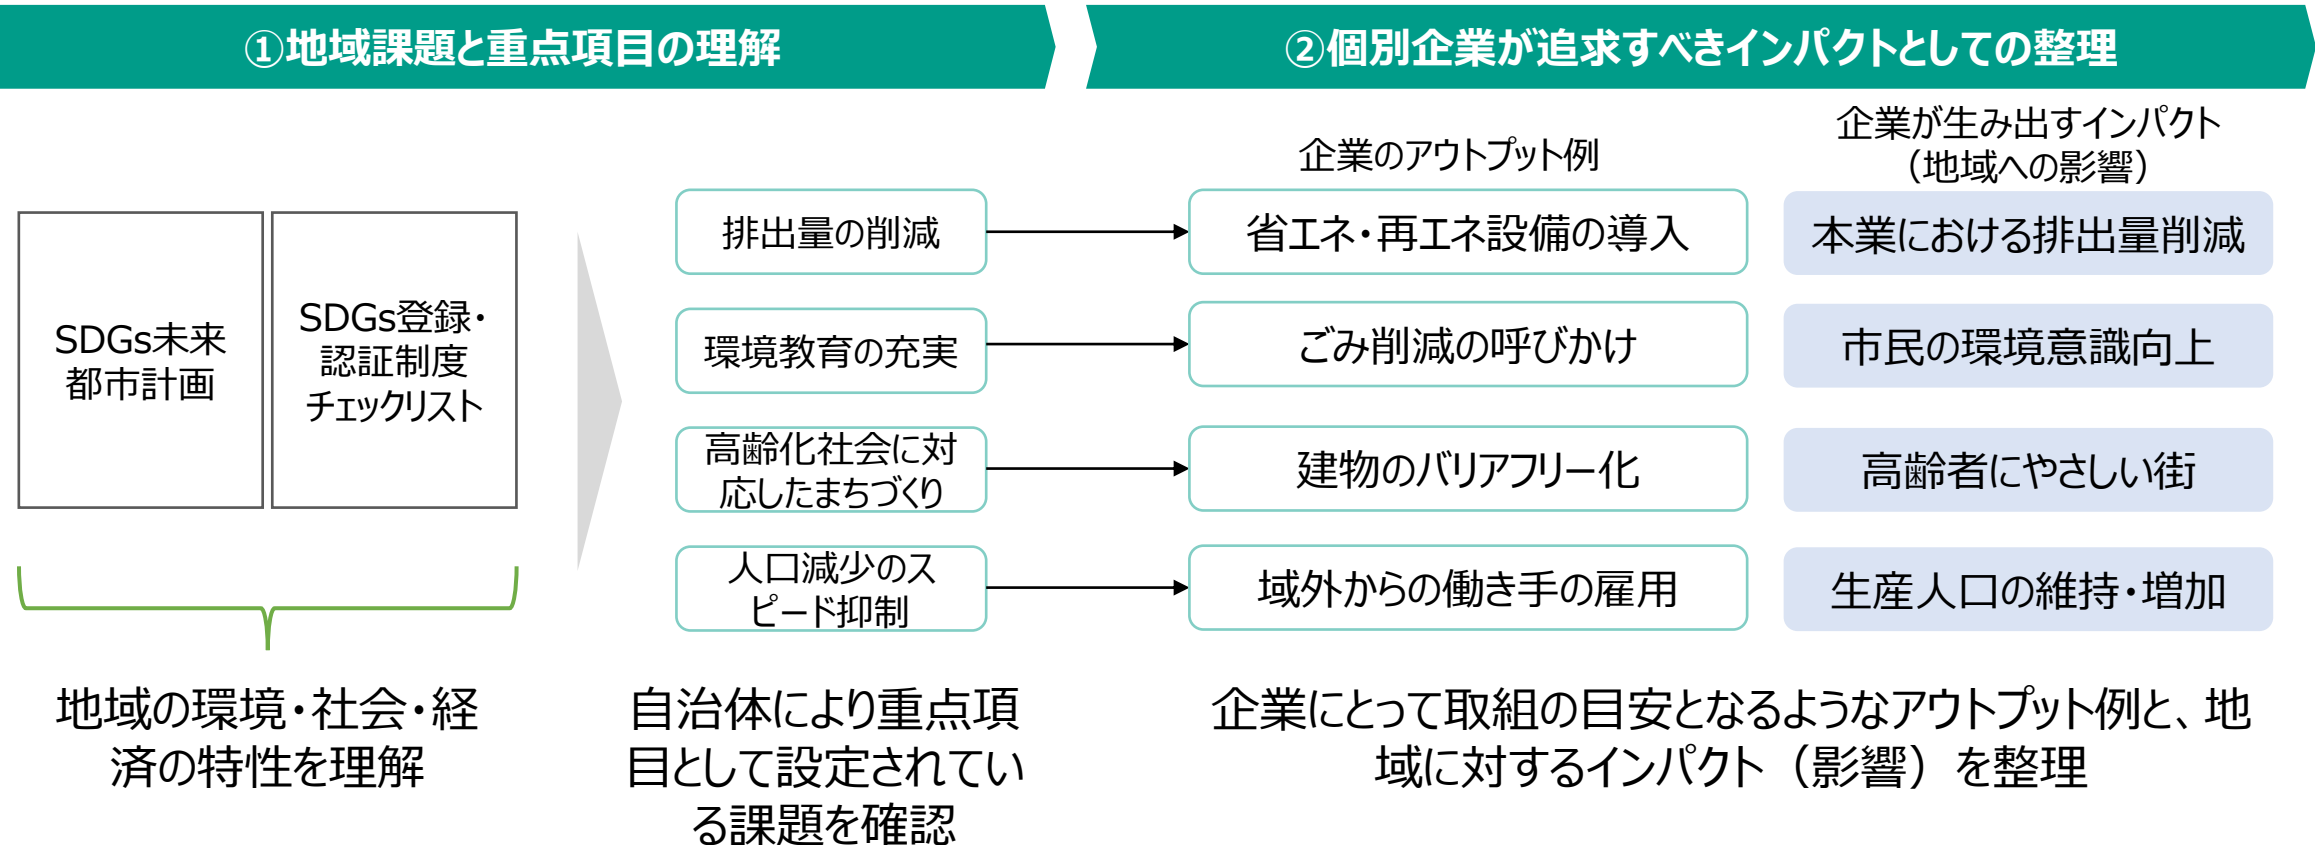 ①地域課題と重点項目の理解
②個別企業が追求すべきインパクトとしての整理
企業のアウトプット例
企業が生み出すインパクト
（地域への影響）
SDGs未来
都市計画
SDGs登録・
認証制度
チェックリスト
排出量の削減
省エネ・再エネ設備の導入
本業における排出量削減
環境教育の充実
ごみ削減の呼びかけ
市民の環境意識向上
高齢化社会に対
応したまちづくり
建物のバリアフリー化
高齢者にやさしい街
人口減少のス
ピード抑制
域外からの働き手の雇用
生産人口の維持・増加
地域の環境・社会・経
済の特性を理解
自治体により重点項
目として設定されてい
る課題を確認
企業にとって取組の目安となるようなアウトプット例と、地
域に対するインパクト（影響）を整理